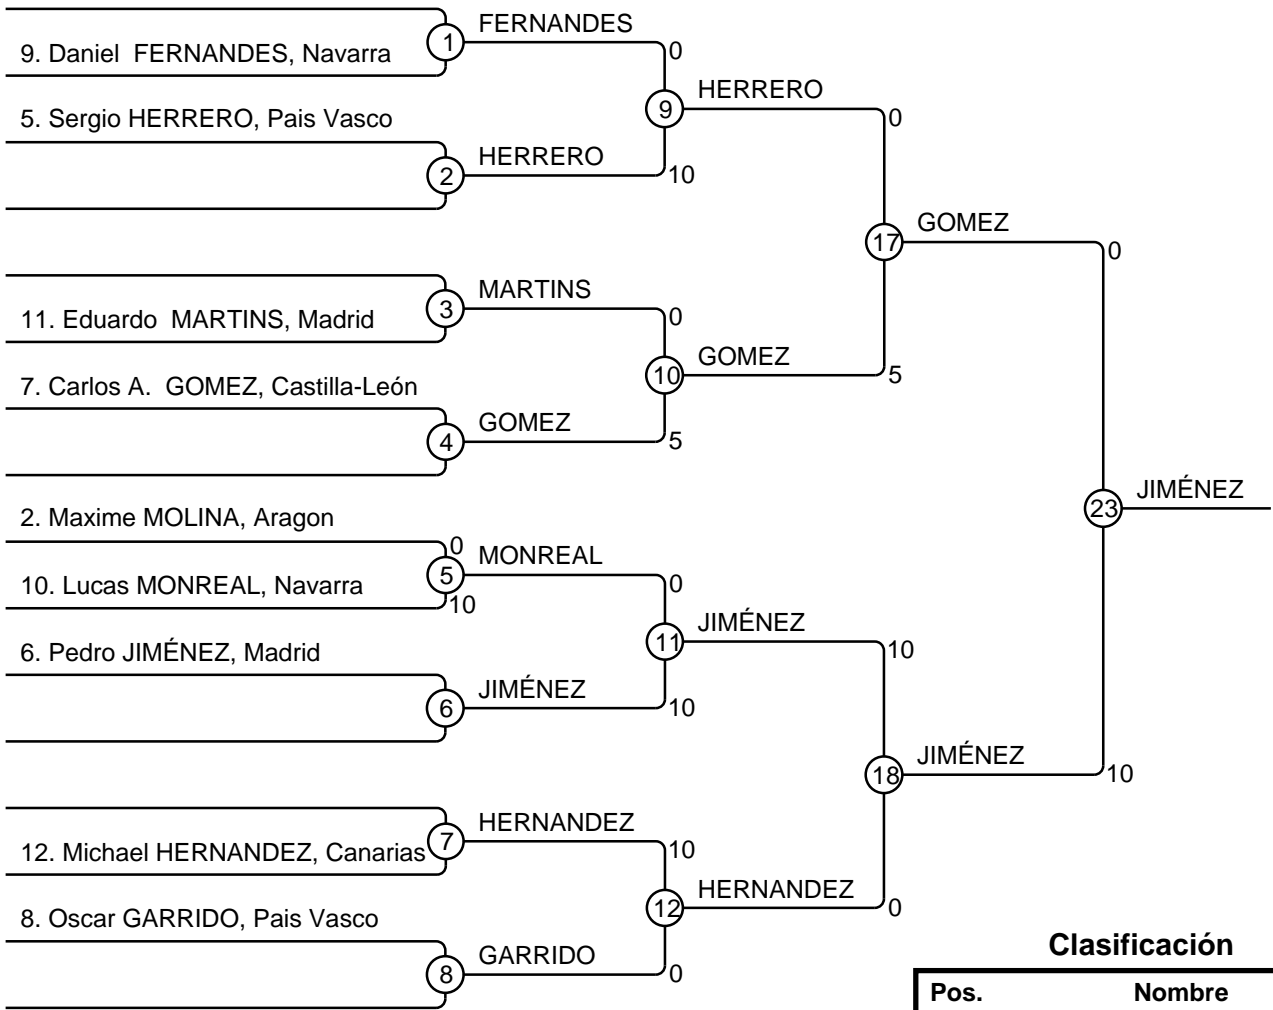 FERNANDES
0
9. Daniel  FERNANDES, Navarra
1
HERRERO
0
5. Sergio HERRERO, Pais Vasco
9
HERRERO
10
2
GOMEZ
0
17
MARTINS
0
11. Eduardo  MARTINS, Madrid
3
GOMEZ
5
7. Carlos A.  GOMEZ, Castilla-León
10
GOMEZ
5
4
JIMÉNEZ
23
2. Maxime MOLINA, Aragon
0
MONREAL
0
10. Lucas MONREAL, Navarra
5
10
JIMÉNEZ
10
6. Pedro JIMÉNEZ, Madrid
11
JIMÉNEZ
10
6
JIMÉNEZ
10
18
HERNANDEZ
10
12. Michael HERNANDEZ, Canarias
7
HERNANDEZ
0
8. Oscar GARRIDO, Pais Vasco
12
GARRIDO
0
8
Clasificación
Pos. Nombre